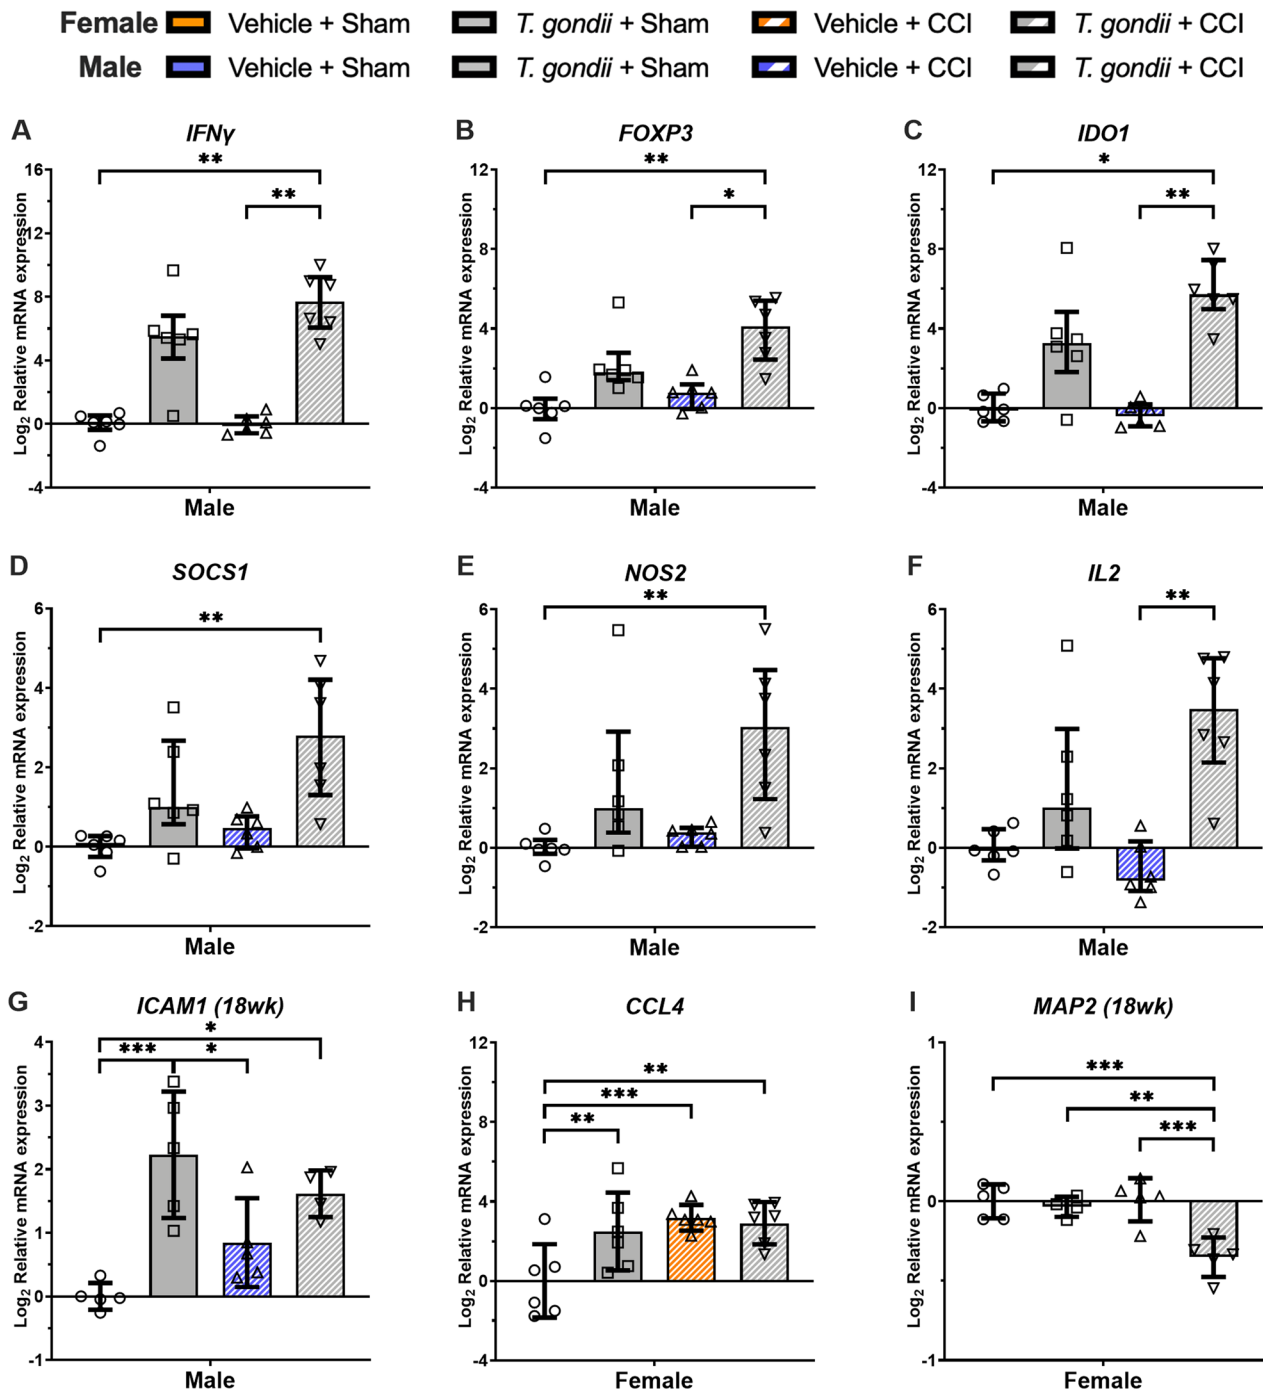 Female Vehicle + Sham T. gondii + Sham Vehicle + CCI T. gondii + CCI
Male Vehicle + Sham T. gondii + Sham Vehicle + CCI T. gondii + CCI
A IFNγ
** **
Log2 Relative mRNA expression
16
12
8
4
0
-4
Male
B FOXP3
** *
Log2 Relative mRNA expression
12
8
4
0
-4
Male
C IDO1
* **
Log2 Relative mRNA expression
12
8
4
0
-4
Male
D SOCS1
**
Log2 Relative mRNA expression
6
4
2
0
-2
Male
E NOS2
**
Log2 Relative mRNA expression
6
4
2
0
-2
Male
F IL2
**
Log2 Relative mRNA expression
6
4
2
0
-2
Male
G ICAM1 (18wk)
*
*** *
Log2 Relative mRNA expression
4
3
2
1
0
-1
Male
H CCL4
**
***
**
Log2 Relative mRNA expression
12
8
4
0
-4
Female
I MAP2 (18wk)
***
**
***
Log2 Relative mRNA expression
1
0
-1
Female